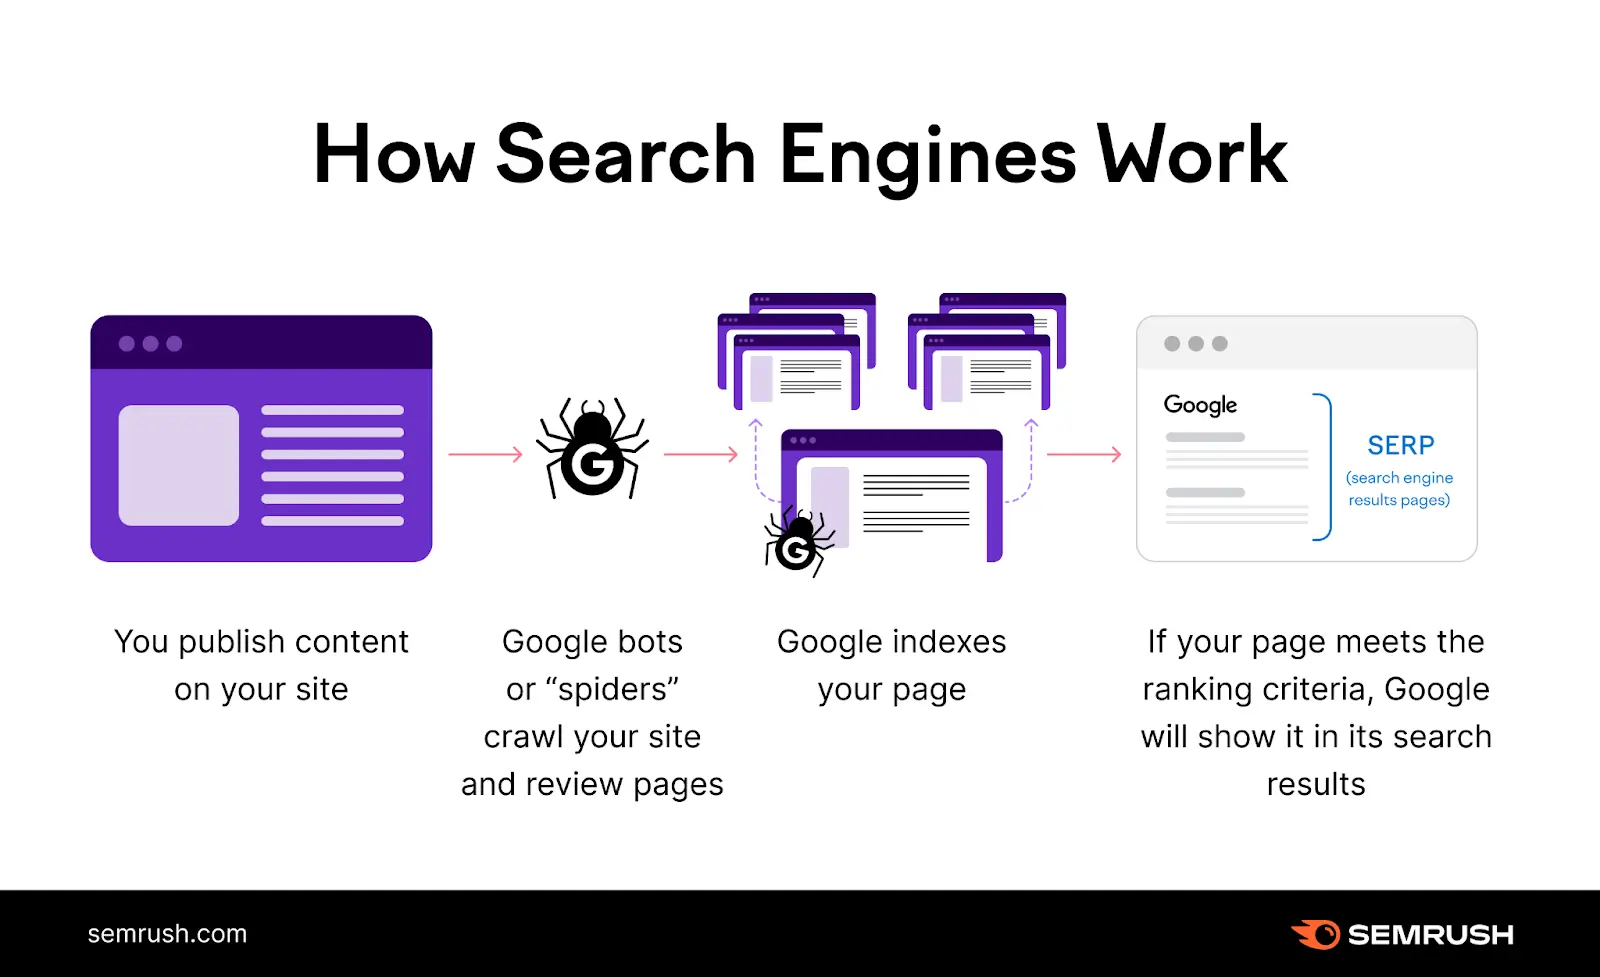 How Search Engines Work
G
G
Google
SERP
(search engine
results pages)
You publish content
on your site
Google bots
or “spiders”
crawl your site
and review pages
Google indexes
your page
If your page meets the
ranking criteria, Google
will show it in its search
results
semrush.com
SEMRUSH